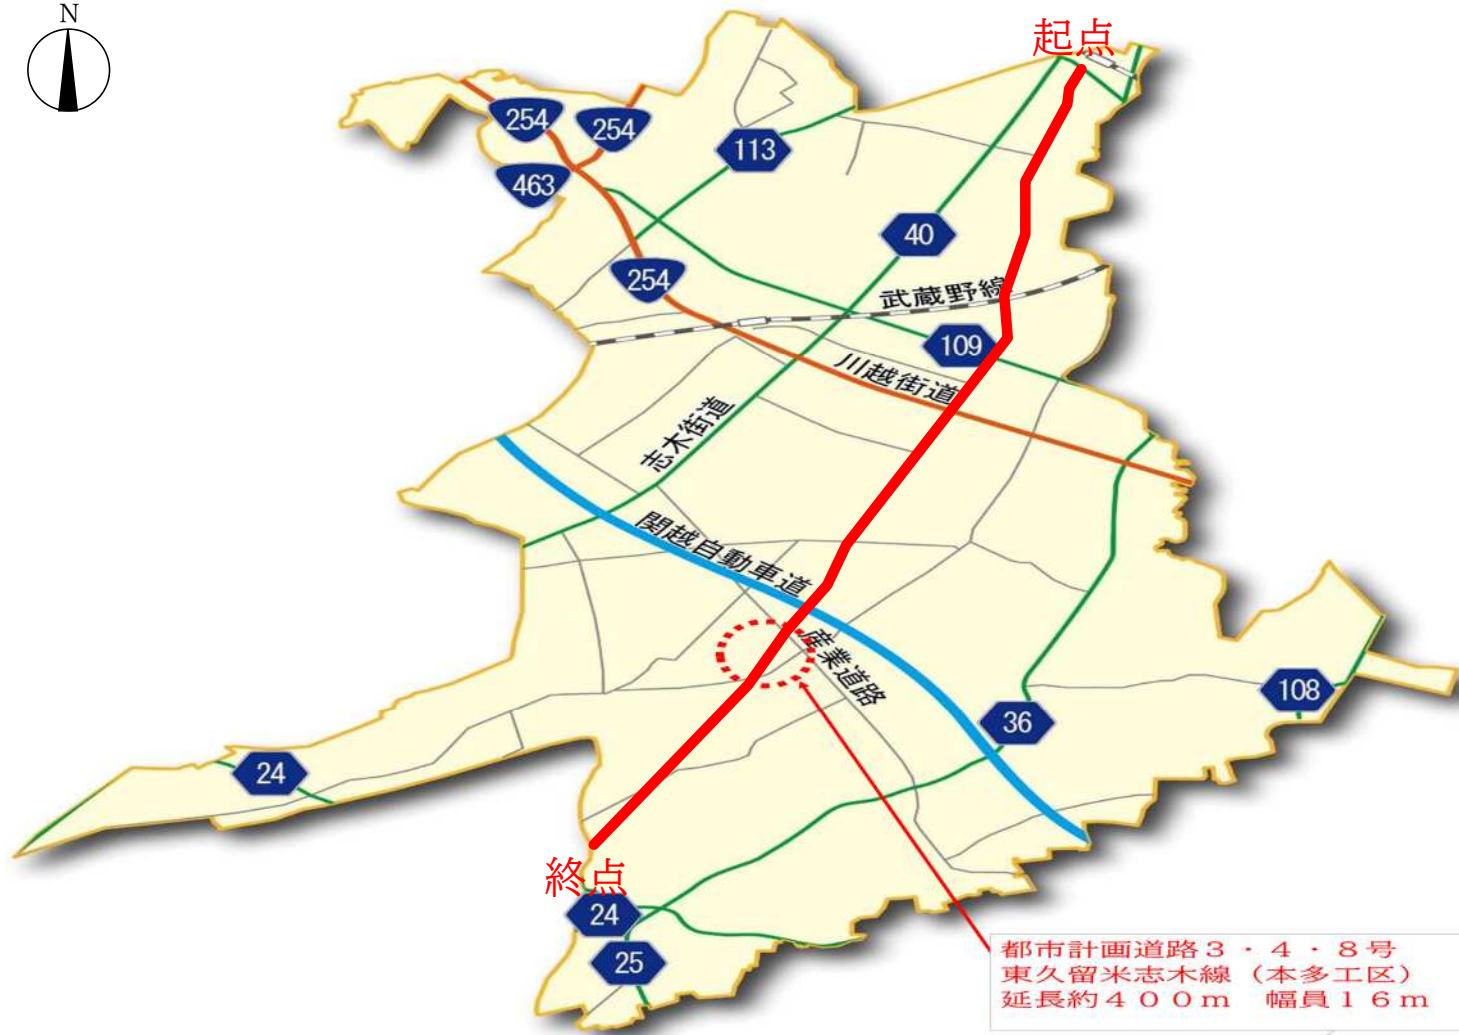 N
起点
254
254
113
463
40
254
武蔵野線
109
川越街道
志木街道
関越自動車道
産業道路
108
36
24
終点
24
25
都市計画道路３・４・８号
東久留米志木線（本多工区）
延長約４００ｍ　幅員１６ｍ